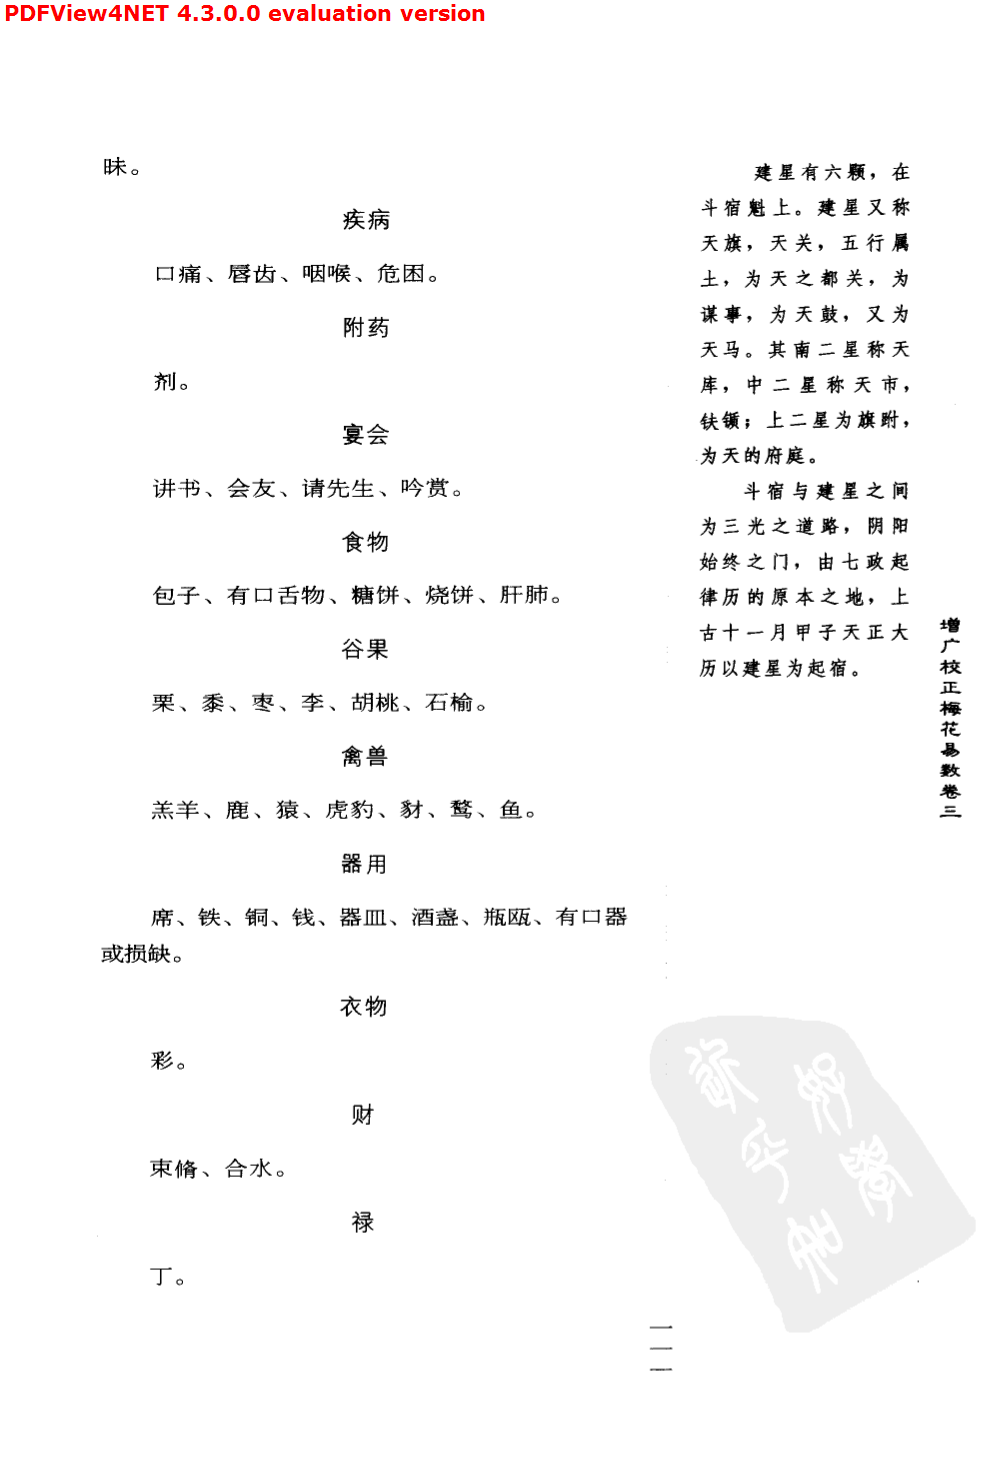 PDFView4NET 4.3.0.0 evaluation version
昧。
疾病
口痛、唇齿、咽喉、危困。
附药
剂。
宴会
讲书、会友、请先生、吟赏。
食物
包子、有口舌物、糖饼、烧饼、肝肺。
谷果
栗、黍、枣、李、胡桃、石榆。
禽兽
羔羊、鹿、猿、虎豹、豺、鹜、鱼。
器用
席、铁、铜、钱、器皿、酒盏、瓶瓯、有口器
或损缺。
衣物
彩。
财
束脩、合水。
禄
丁。
建星有六颗，在
斗宿魁上。建星又称
天旗，天关，五行属
土，为天之都关，为
谋事，为天鼓，又为
天马。其南二星称天
库，中二星称天市，
铁锧；上二星为旗跗，
为天的府庭。
斗宿与建星之间
为三光之道路，阴阳
始终之门，由七政起
律历的原本之地，上
古十一月甲子天正大
历以建星为起宿。
增广校正梅花易数卷三
一一一